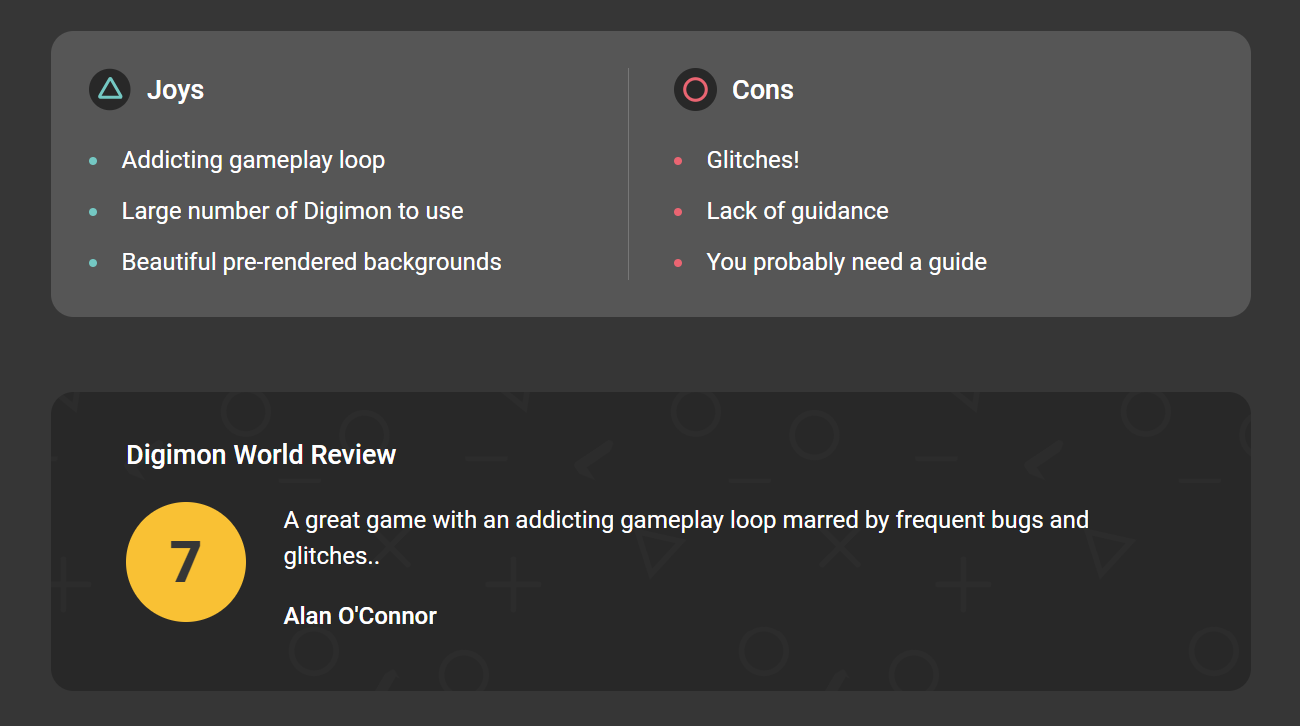 Joys
Addicting gameplay loop
Large number of Digimon to use
Beautiful pre-rendered backgrounds
Cons
Glitches!
Lack of guidance
You probably need a guide
Digimon World Review
7
A great game with an addicting gameplay loop marred by frequent bugs and
glitches..
Alan O'Connor